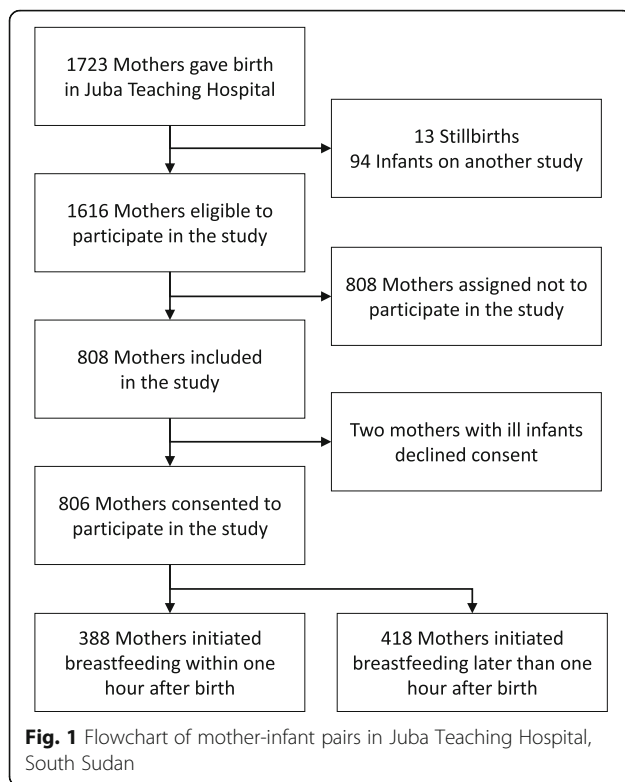 1723 Mothers gave birth
in Juba Teaching Hospital
13 Stillbirths
94 Infants on another study
1616 Mothers eligible to
participate in the study
808 Mothers assigned not to
participate in the study
808 Mothers included
in the study
Two mothers with ill infants
declined consent
806 Mothers consented to
participate in the study
388 Mothers initiated
breastfeeding within one
hour after birth
418 Mothers initiated
breastfeeding later than one
hour after birth
Fig. 1 Flowchart of mother-infant pairs in Juba Teaching Hospital,
South Sudan